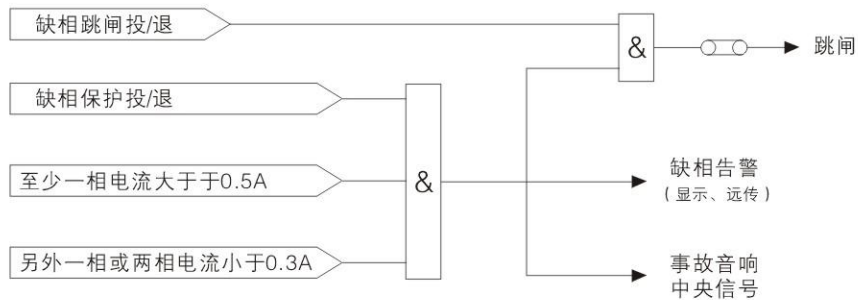 缺相跳闸投/退
&
跳闸
缺相保护投/退
至少一相电流大于于0.5A
&
缺相告警
(显示、远传)
另外一相或两相电流小于0.3A
事故音响
中央信号